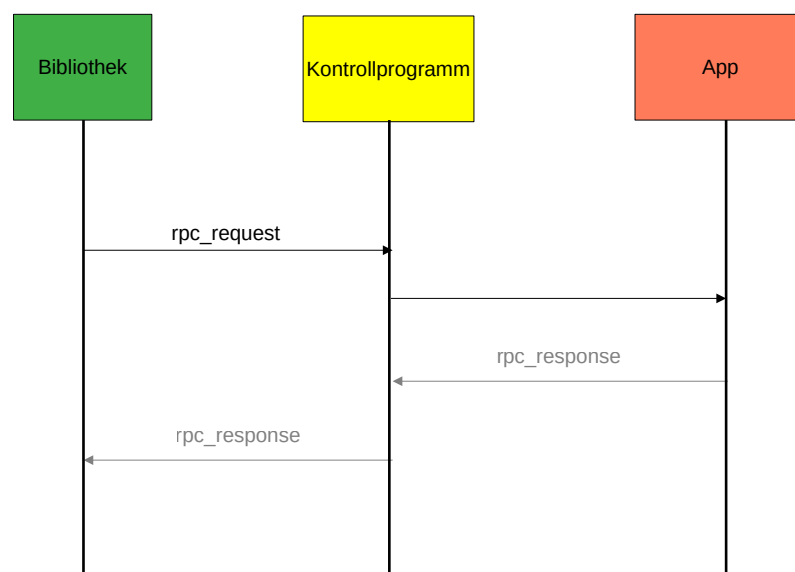 Bibliothek
Kontrollprogramm
App
rpc_request
rpc_response
rpc_response